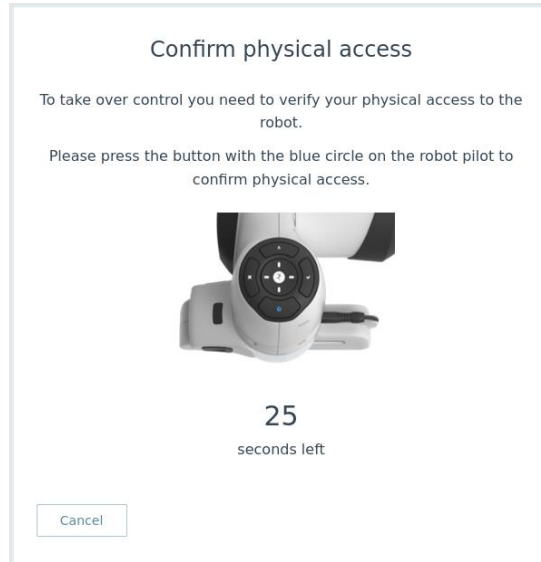 Confirm physical access
To take over control you need to verify your physical access to the
robot.
Please press the button with the blue circle on the robot pilot to
confirm physical access.
25
seconds left
Cancel